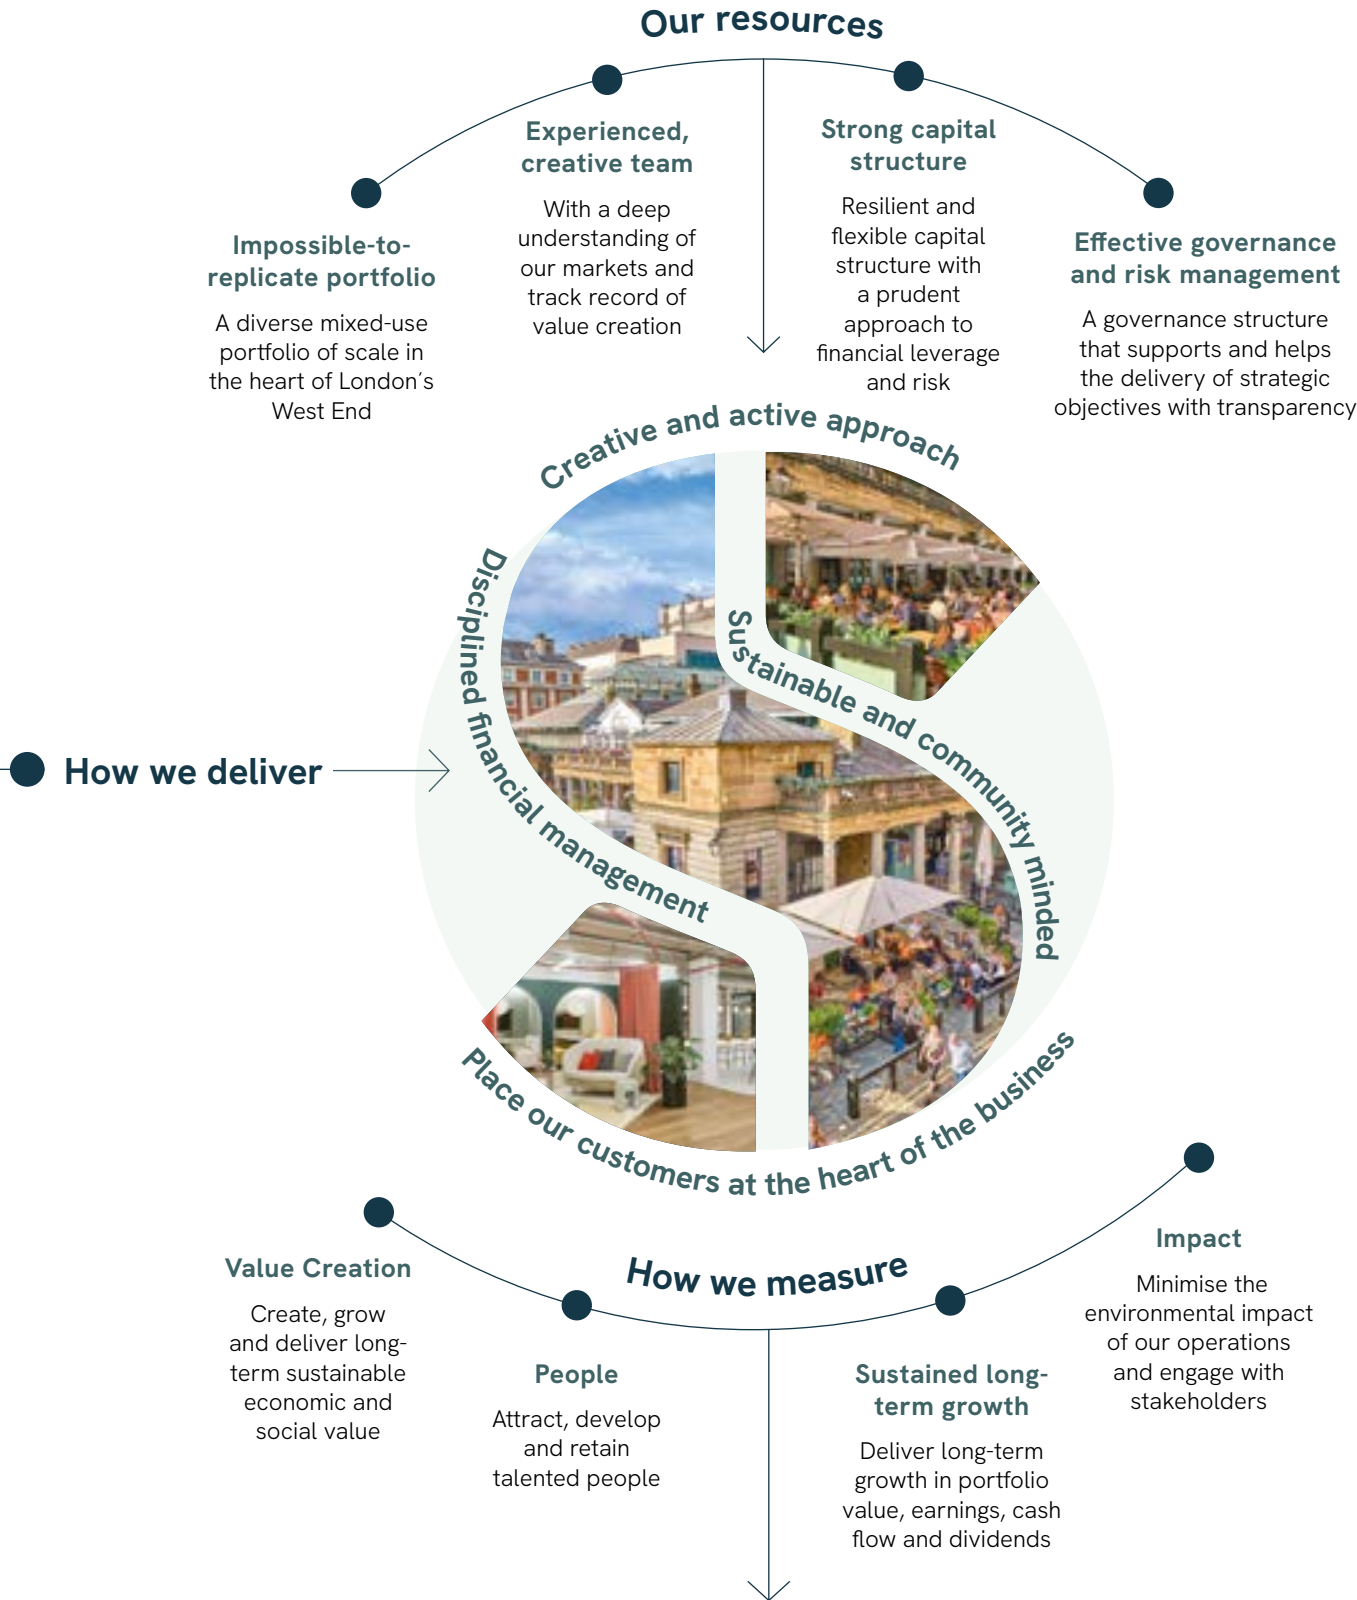 Our resources
Impossible-to-
replicate portfolio
A diverse mixed-use
portfolio of scale in
the heart of London´s
West End
Experienced,
creative team
With a deep
understanding of
our markets and
track record of
value creation
Strong capital
structure
Resilient and
flexible capital
structure with
a prudent
approach to
financial leverage
and risk
Effective governance
and risk management
A governance structure
that supports and helps
the delivery of strategic
objectives with transparency
How we deliver
Creative and active approach
Disciplined financial management
Sustainable and community minded
Place our customers at the heart of the business
How we measure
Value Creation
Create, grow
and deliver long-
term sustainable
economic and
social value
People
Attract, develop
and retain
talented people
Sustained long-
term growth
Deliver long-term
growth in portfolio
value, earnings, cash
flow and dividends
Impact
Minimise the
environmental impact
of our operations
and engage with
stakeholders